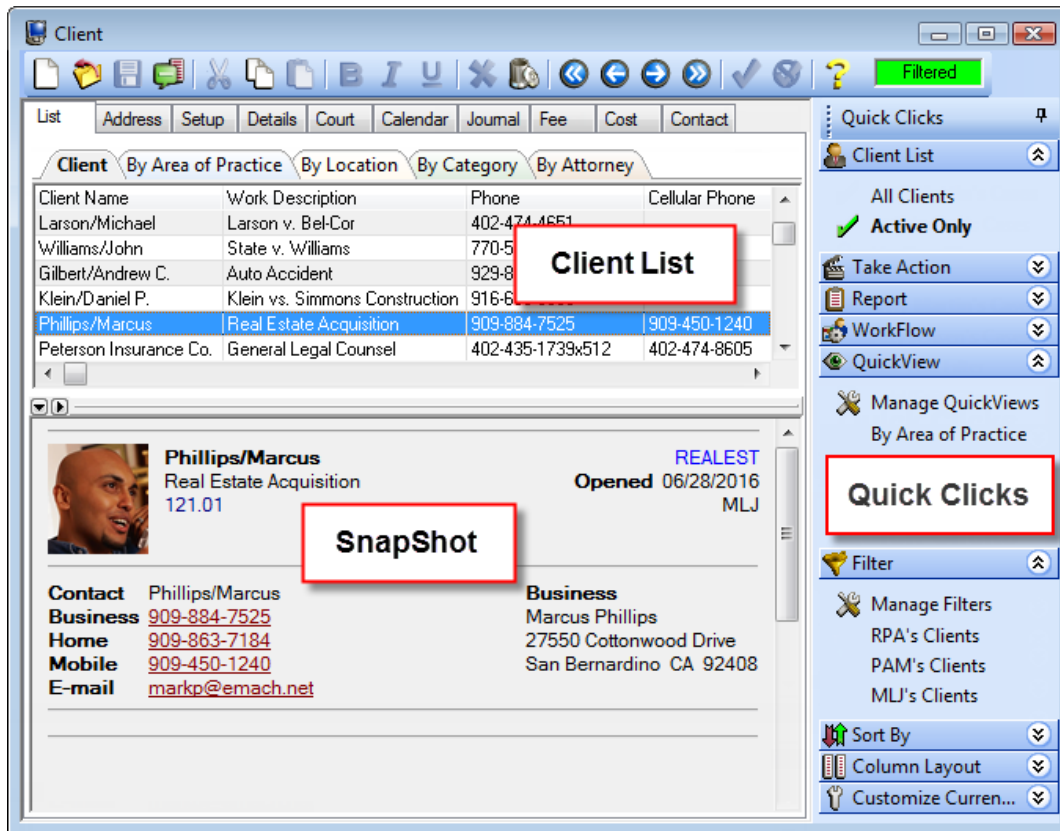 Client
B I U
Filtered
List Address Setup Details Court Calendar Journal Fee Cost Contact
Client By Area of Practice By Location By Category By Attorney
Client Name Work Description Phone Cellular Phone
Larson/Michael Larson v. Bel-Cor 402-474-4651
Williams/John State v. Williams 770-5
Gilbert/Andrew C. Auto Accident 929-8
Klein/Daniel P. Klein vs. Simmons Construction 916-6
Phillips/Marcus Real Estate Acquisition 909-884-7525 909-450-1240
Peterson Insurance Co. General Legal Counsel 402-435-1739x512 402-474-8605
Client List
Phillips/Marcus REALEST
Real Estate Acquisition Opened 06/28/2016
121.01 MLJ
SnapShot
Contact Phillips/Marcus Business
Business 909-884-7525 Marcus Phillips
Home 909-863-7184 27550 Cottonwood Drive
Mobile 909-450-1240 San Bernardino CA 92408
E-mail markp@emach.net
Quick Clicks
Client List
All Clients
Active Only
Take Action
Report
WorkFlow
QuickView
Manage QuickViews
By Area of Practice
Quick Clicks
Filter
Manage Filters
RPA's Clients
PAM's Clients
MLJ's Clients
Sort By
Column Layout
Customize Curren...